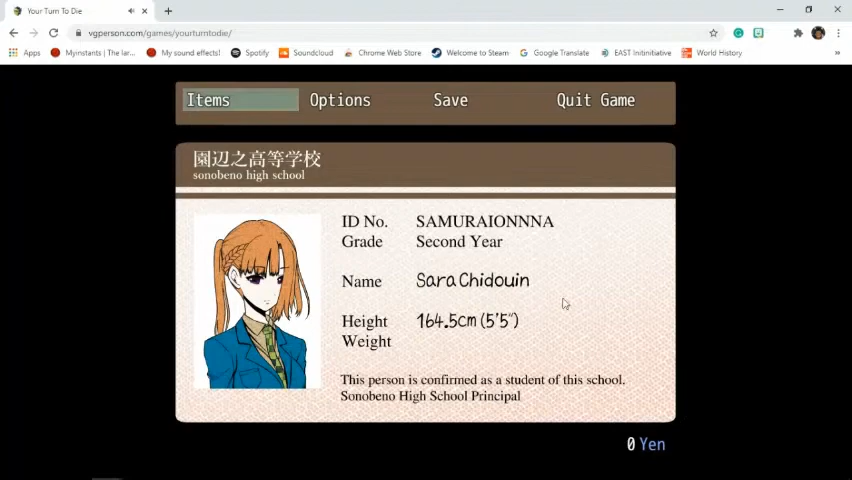 Your Turn To Die
vgperson.com/games/yourturntodie/
Apps
Myinstants | The lar...
My sound effects!
Spotify
Soundcloud
Chrome Web Store
Welcome to Steam
Google Translate
EAST Initinitiative
World History
Items
Options
Save
Quit Game
園辺之高等学校
sonobeno high school
ID No. SAMURAIONNNA
Grade Second Year
Name Sara Chidouin
Height 164.5cm (5'5")
Weight
This person is confirmed as a student of this school.
Sonobeno High School Principal
0 Yen